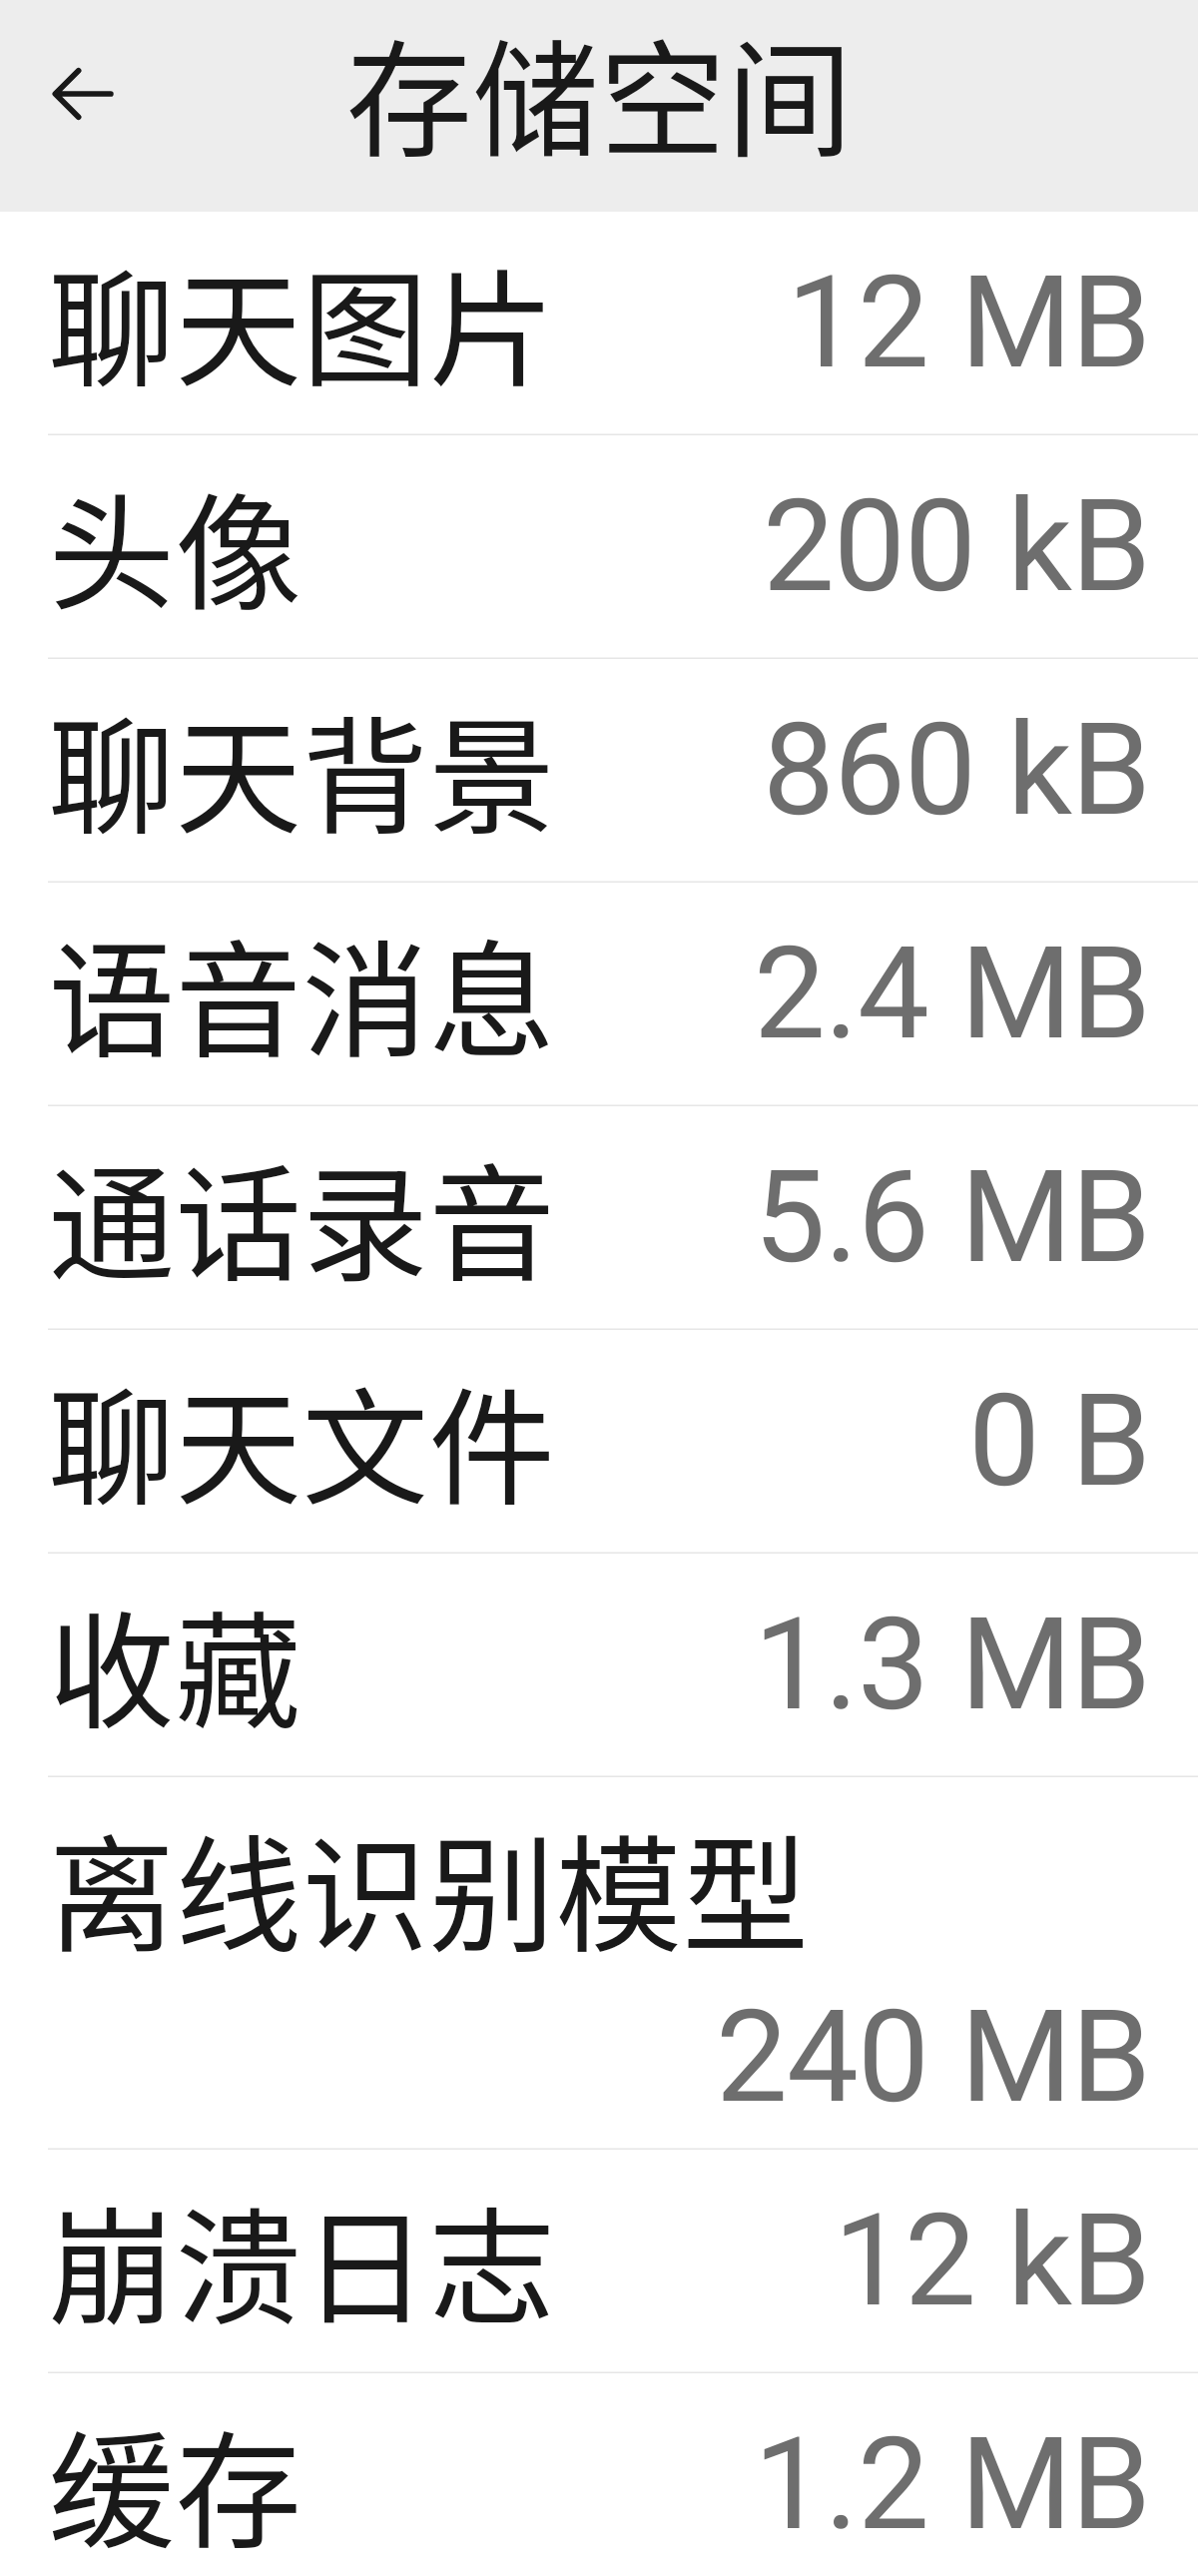 存储空间
聊天图片 12 MB
头像 200 kB
聊天背景 860 kB
语音消息 2.4 MB
通话录音 5.6 MB
聊天文件 0 B
收藏 1.3 MB
离线识别模型
240 MB
崩溃日志 12 kB
缓存 1.2 MB